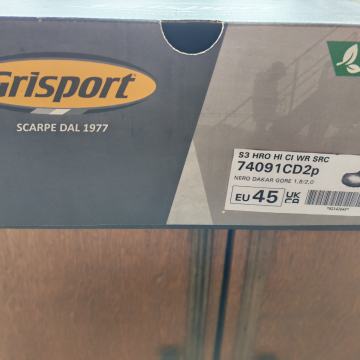 Grisport
SCARPE DAL 1977
S3 HRO HI CI WR SRC
74091CD2p
NERO DAKAR GORE 1.8/2.0
EU 45 UK